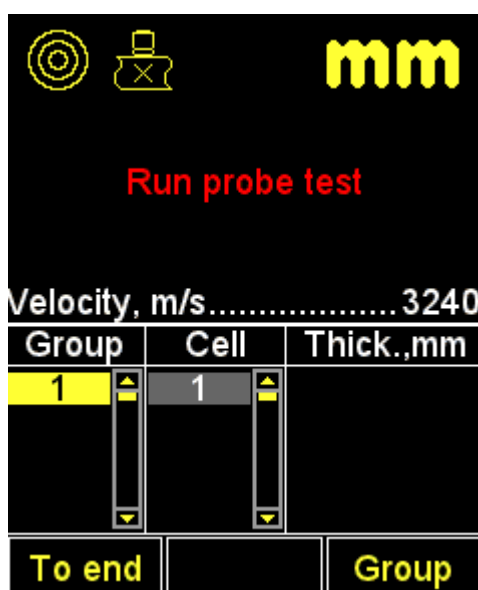 mm
Run probe test
Velocity, m/s...................3240
Group Cell Thick.,mm
1 1
To end Group